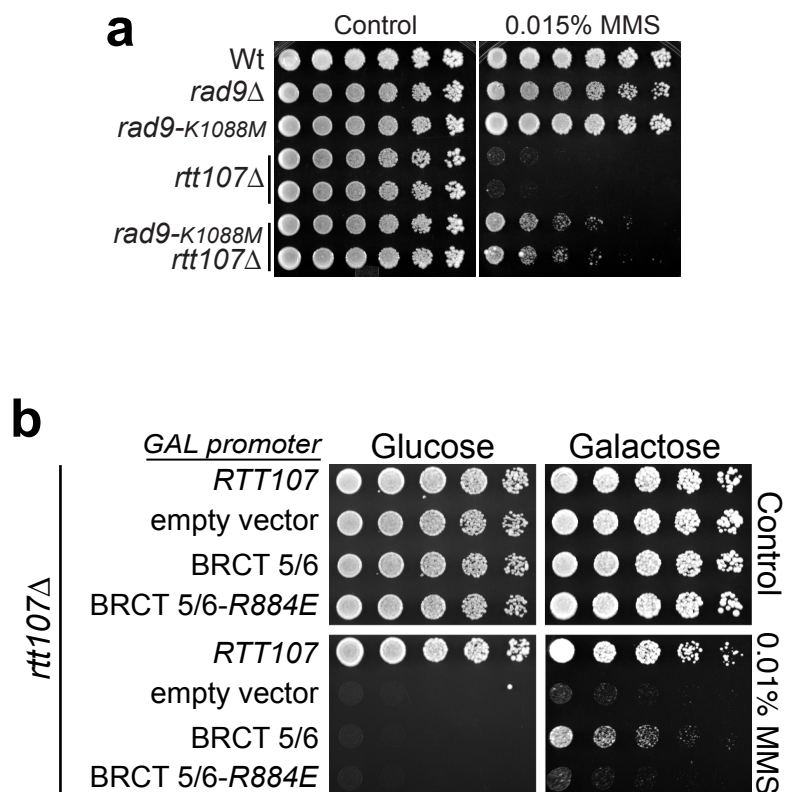 a
Control 0.015% MMS
Wt
rad9Δ
rad9-K1088M
rtt107Δ
rad9-K1088M
rtt107Δ
b
GAL promoter Glucose Galactose
RTT107
empty vector
BRCT 5/6
BRCT 5/6-R884E
Control
rtt107Δ
RTT107
empty vector
BRCT 5/6
BRCT 5/6-R884E
0.01% MMS